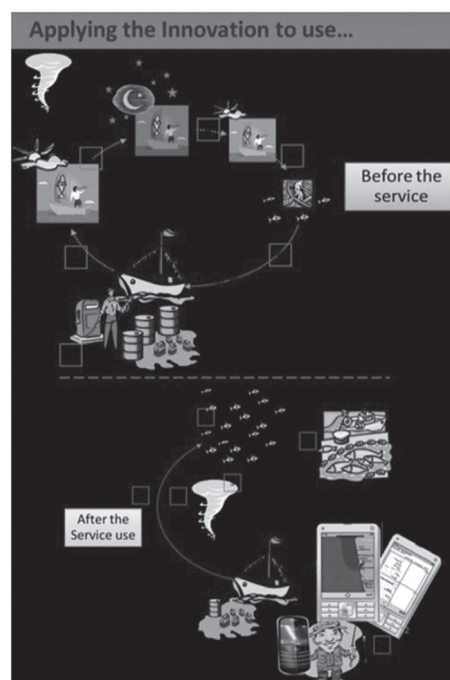 Applying the Innovation to use...
Before the
service
After the
Service use